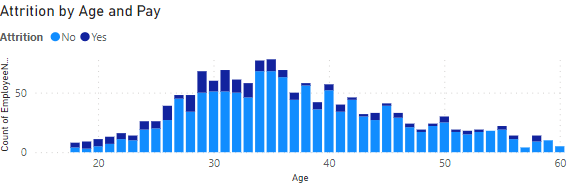 Attrition by Age and Pay
Attrition No Yes
Count of EmployeeN...
50
0
20 30 40 50 60
Age